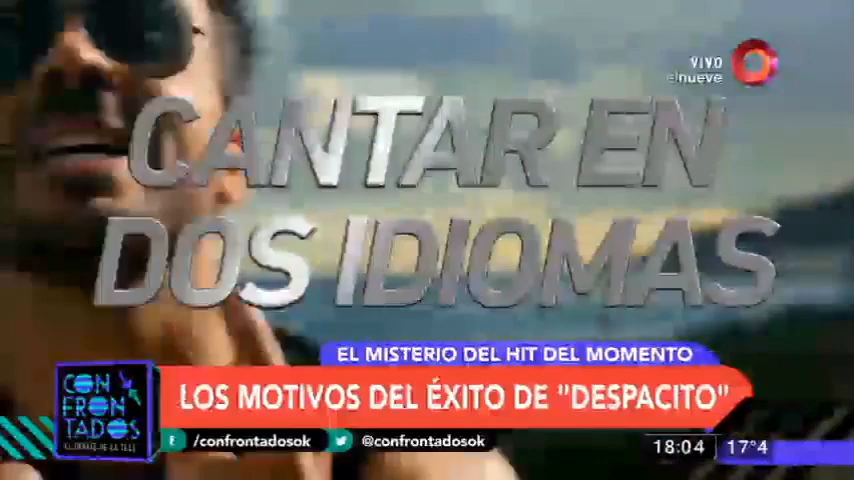 VIVO
elnueve
CANTAR EN
DOS IDIOMAS
EL MISTERIO DEL HIT DEL MOMENTO
LOS MOTIVOS DEL ÉXITO DE "DESPACITO"
CON
FRON
TADOS
/confrontadosok
@confrontadosok
18:04
17°4